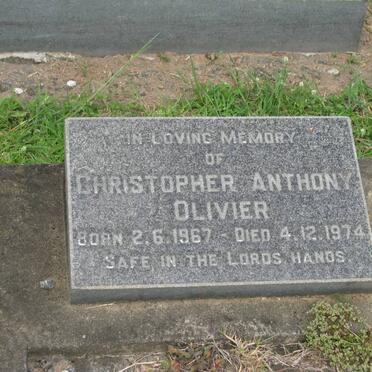 IN LOVING MEMORY
OF
CHRISTOPHER ANTHONY
OLIVIER
BORN 2.6.1967 - DIED 4.12.1974
SAFE IN THE LORDS HANDS